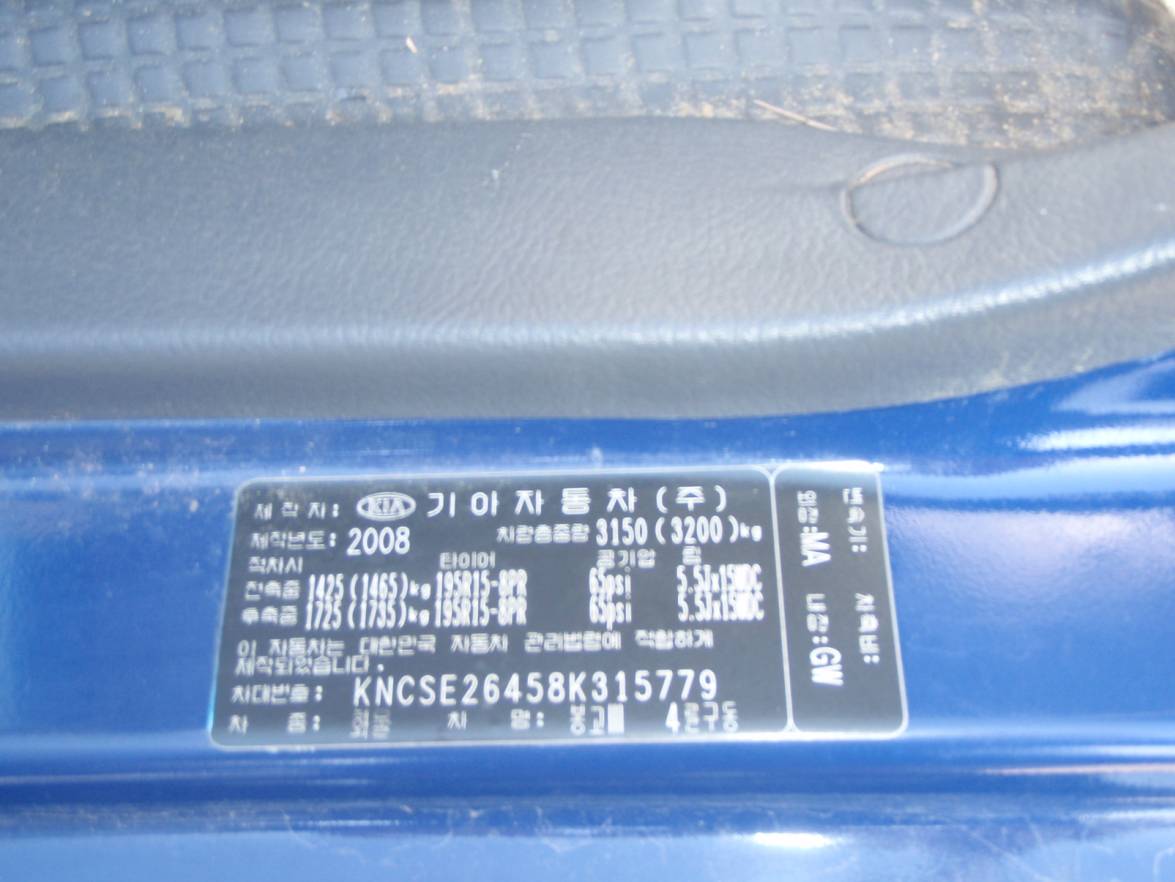 제 작 자: KIA 기 아 자 동 차 (주)
제작년도: 2008 차량총중량 3150 (3200)kg
적차시 타이어 공기압 림
전축중 1425 (1465)kg 195R15-8PR 65psi 5.5Jx15WDC
후축중 1725 (1735)kg 195R15-8PR 65psi 5.5Jx15WDC
이 자동차는 대한민국 자동차 관리법령에 적합하게
제작되었습니다.
차대번호: KNCSE26458K315779
차 종: 화물 차 명: 봉고Ⅲ 4륜구동
변속기: 차축비:
외장:WA 내장:GW